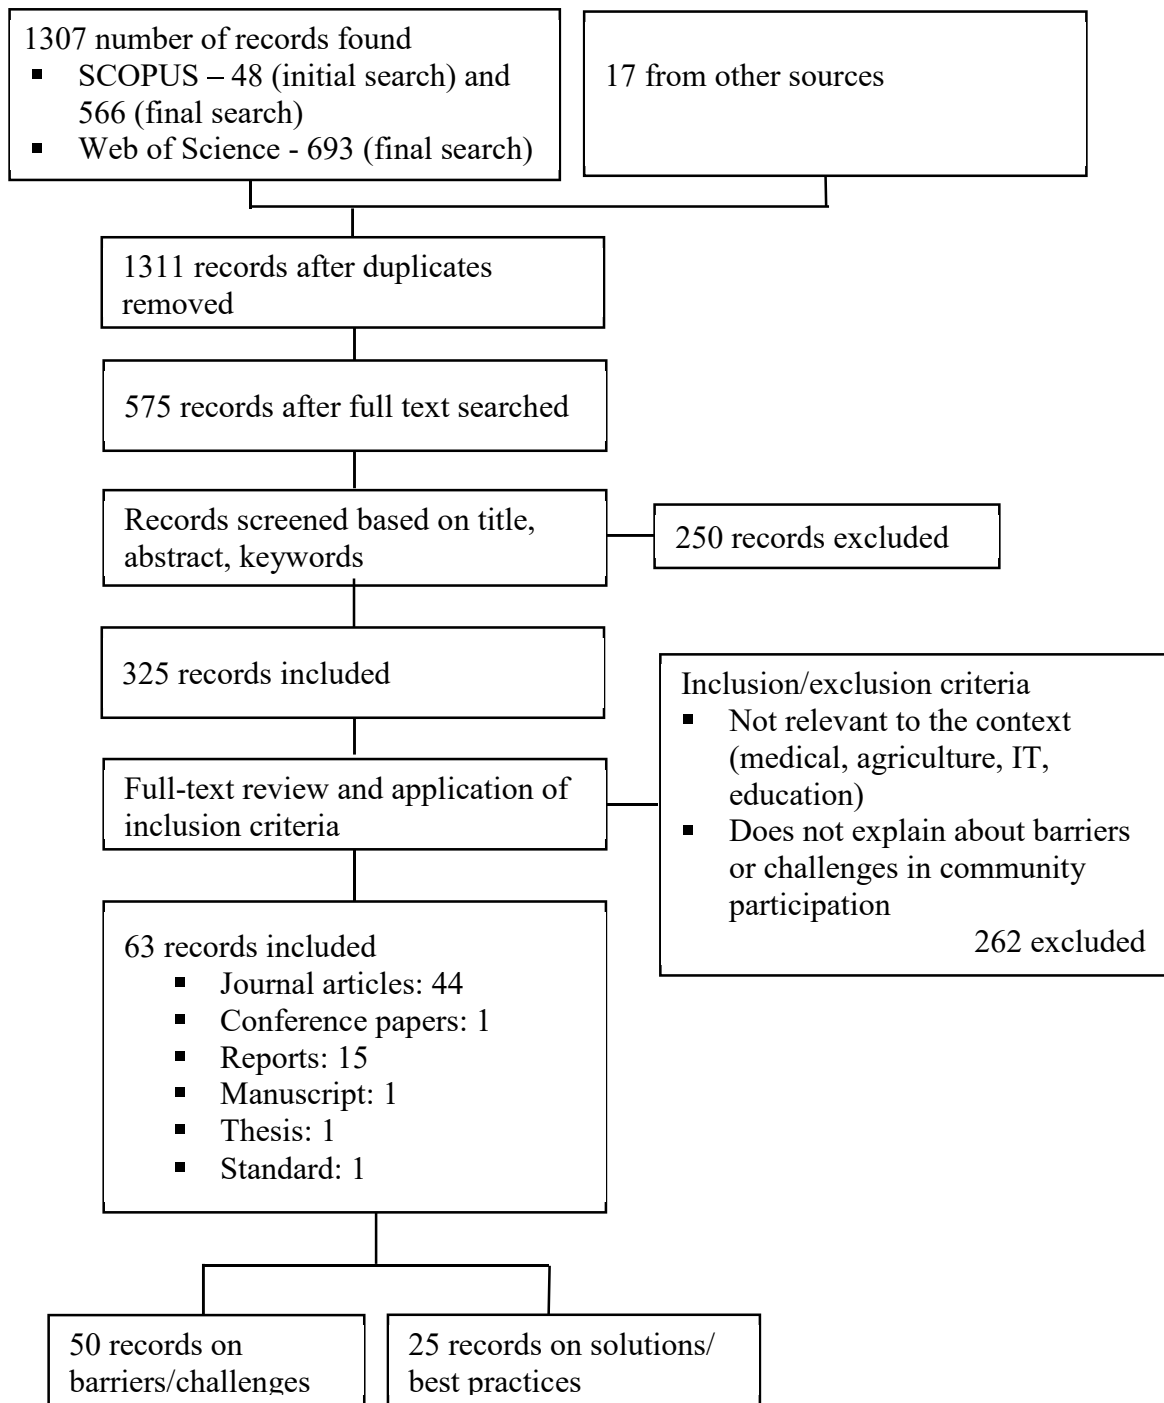 1307 number of records found
▪ SCOPUS – 48 (initial search) and
566 (final search)
▪ Web of Science - 693 (final search)
17 from other sources
1311 records after duplicates
removed
575 records after full text searched
Records screened based on title,
abstract, keywords
250 records excluded
325 records included
Full-text review and application of
inclusion criteria
Inclusion/exclusion criteria
▪ Not relevant to the context
(medical, agriculture, IT,
education)
▪ Does not explain about barriers
or challenges in community
participation
262 excluded
63 records included
▪ Journal articles: 44
▪ Conference papers: 1
▪ Reports: 15
▪ Manuscript: 1
▪ Thesis: 1
▪ Standard: 1
50 records on
barriers/challenges
25 records on solutions/
best practices